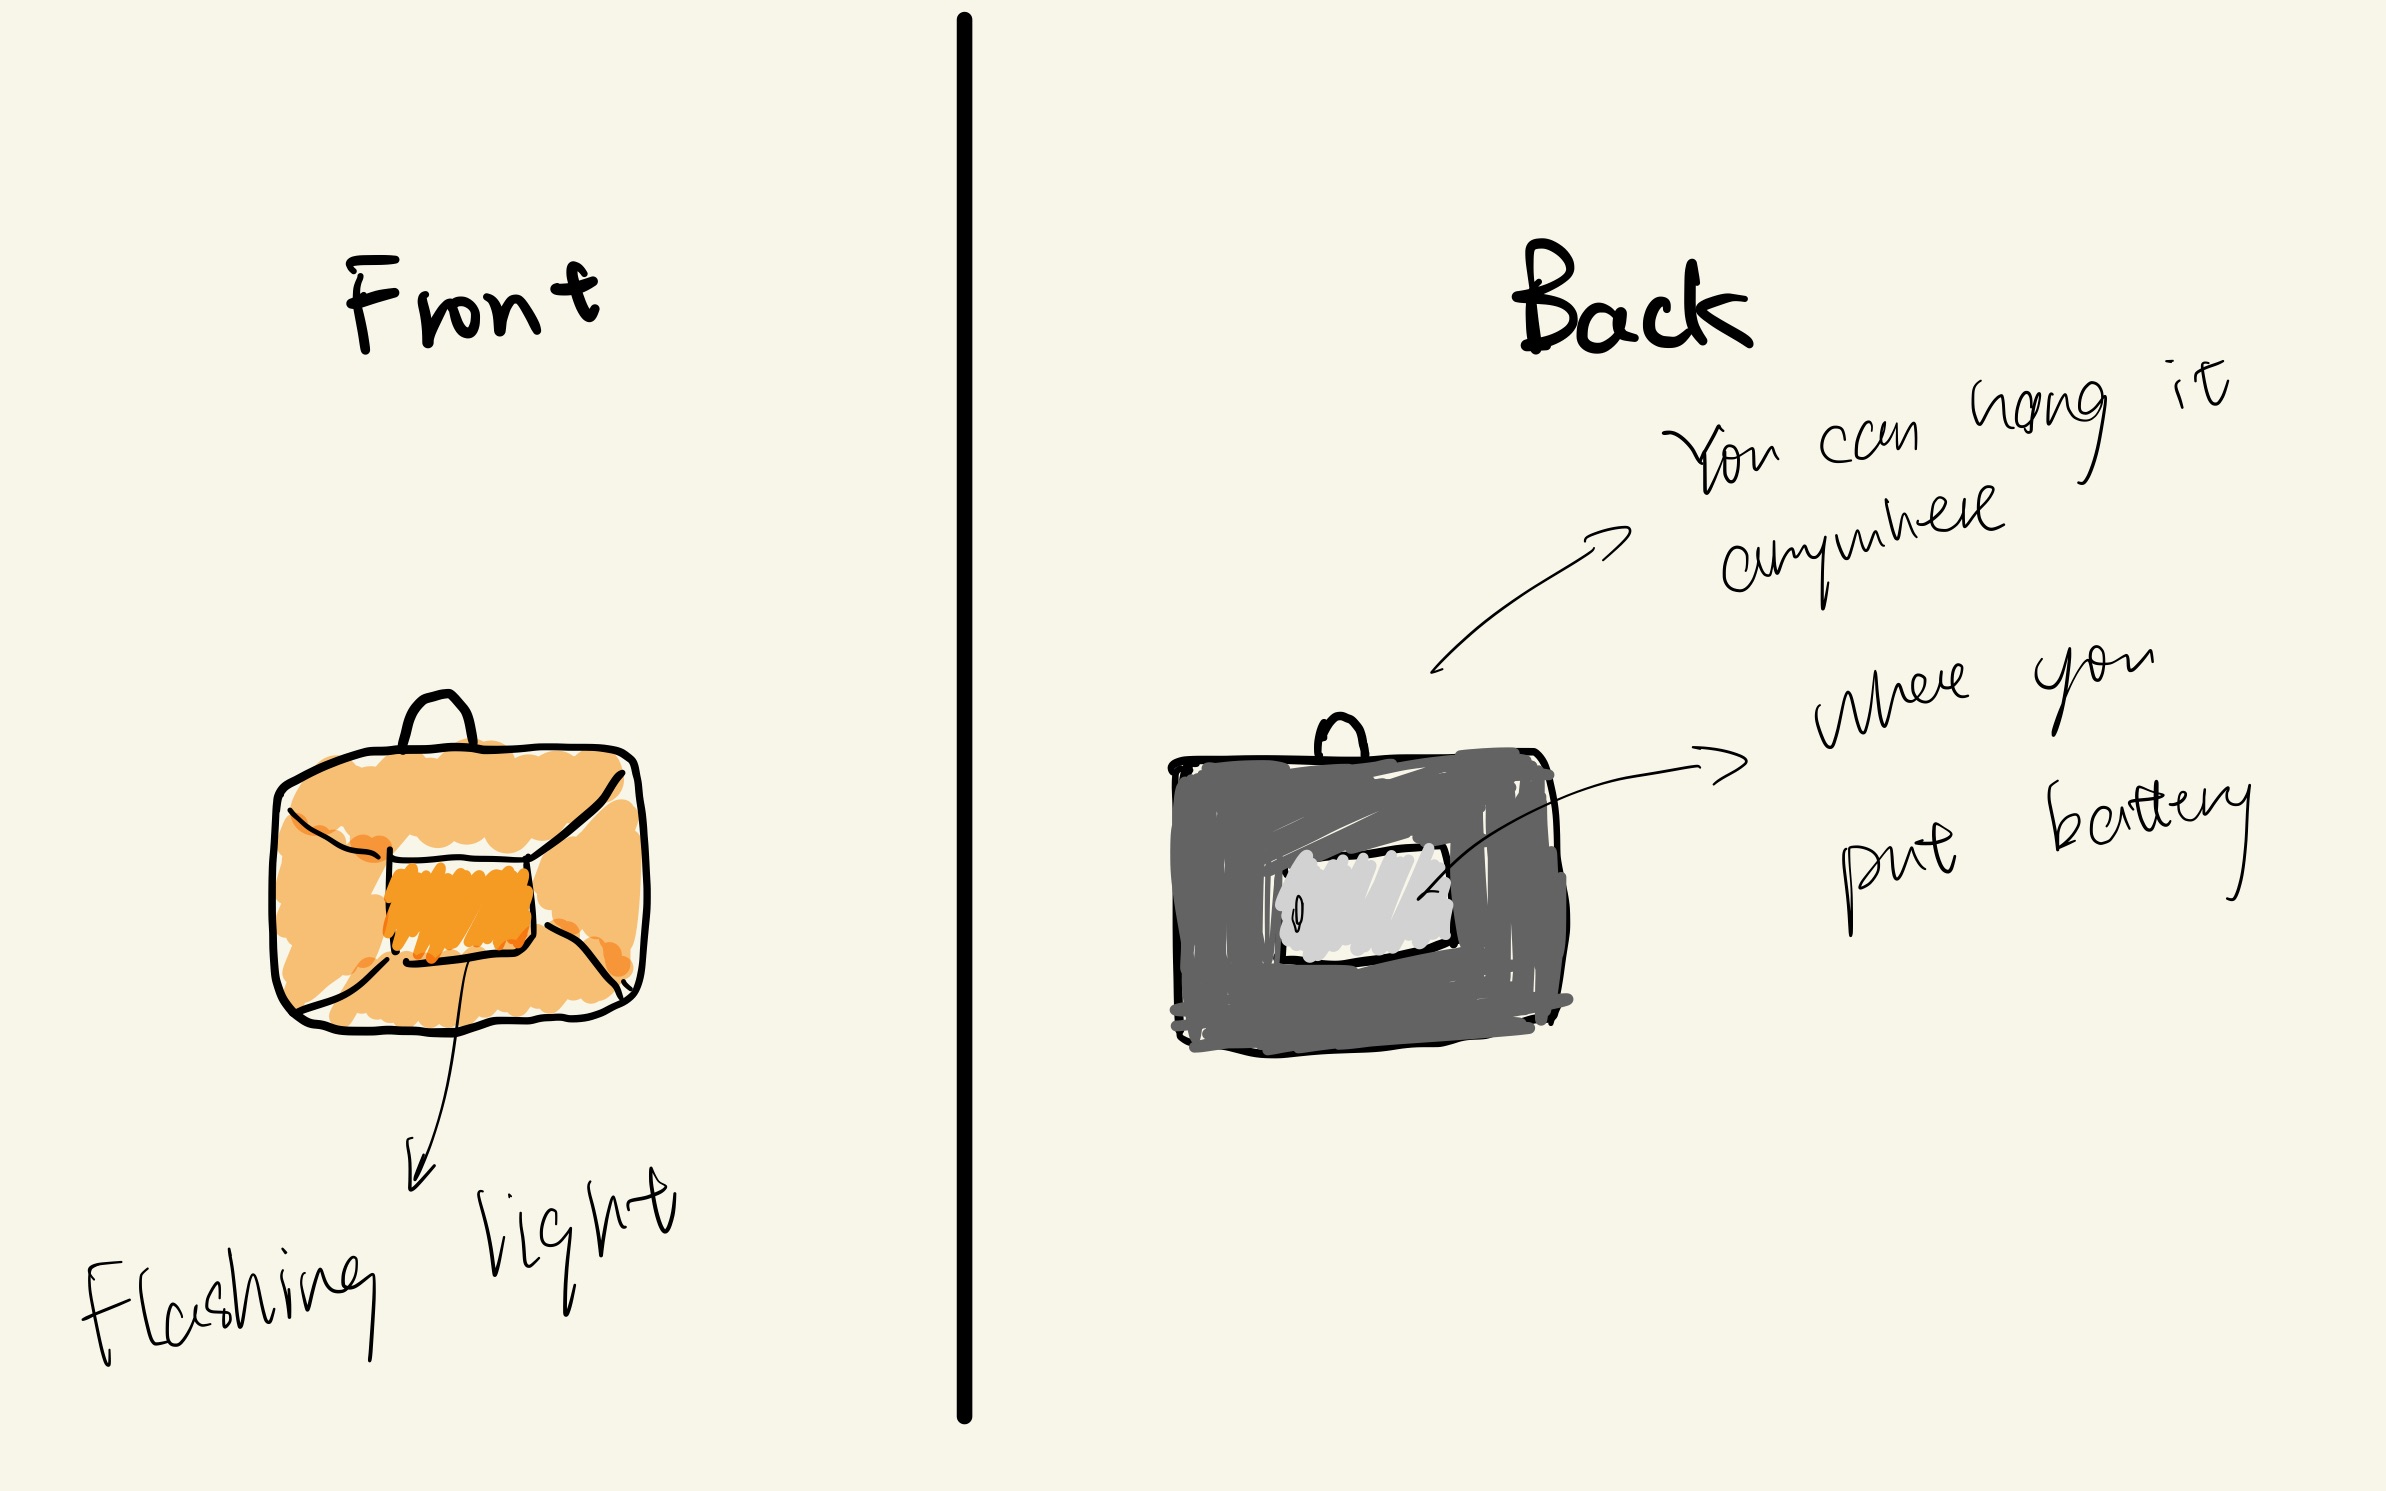 Front
Flashing light
Back
You can hang it
anywhere
where you
put battery